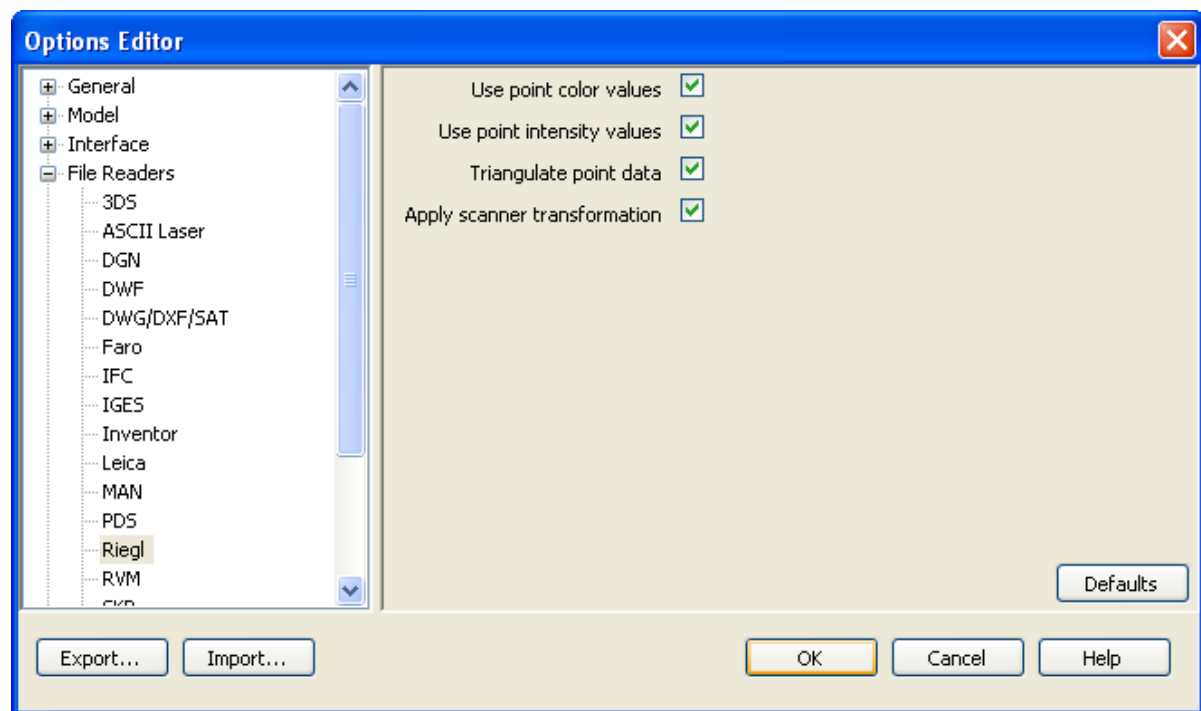 Options Editor
General
Model
Interface
File Readers
3DS
ASCII Laser
DGN
DWF
DWG/DXF/SAT
Faro
IFC
IGES
Inventor
Leica
MAN
PDS
Riegl
RVM
Use point color values
Use point intensity values
Triangulate point data
Apply scanner transformation
Defaults
Export...
Import...
OK
Cancel
Help